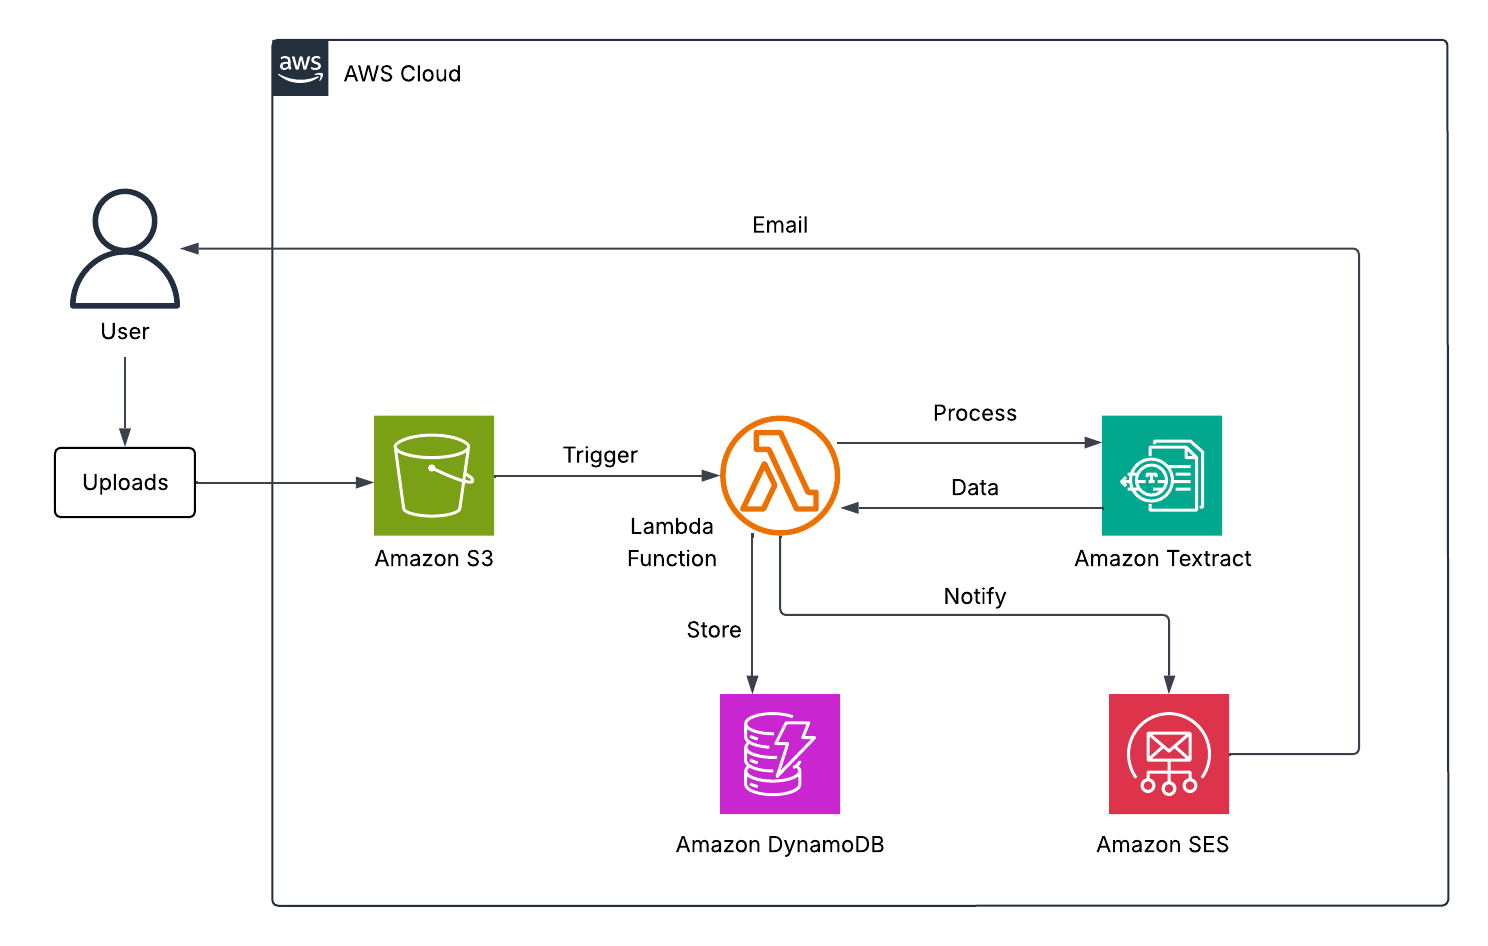 aws
AWS Cloud
Email
User
Uploads
Trigger
Process
Data
Amazon S3
Lambda
Function
Amazon Textract
Notify
Store
Amazon DynamoDB
Amazon SES